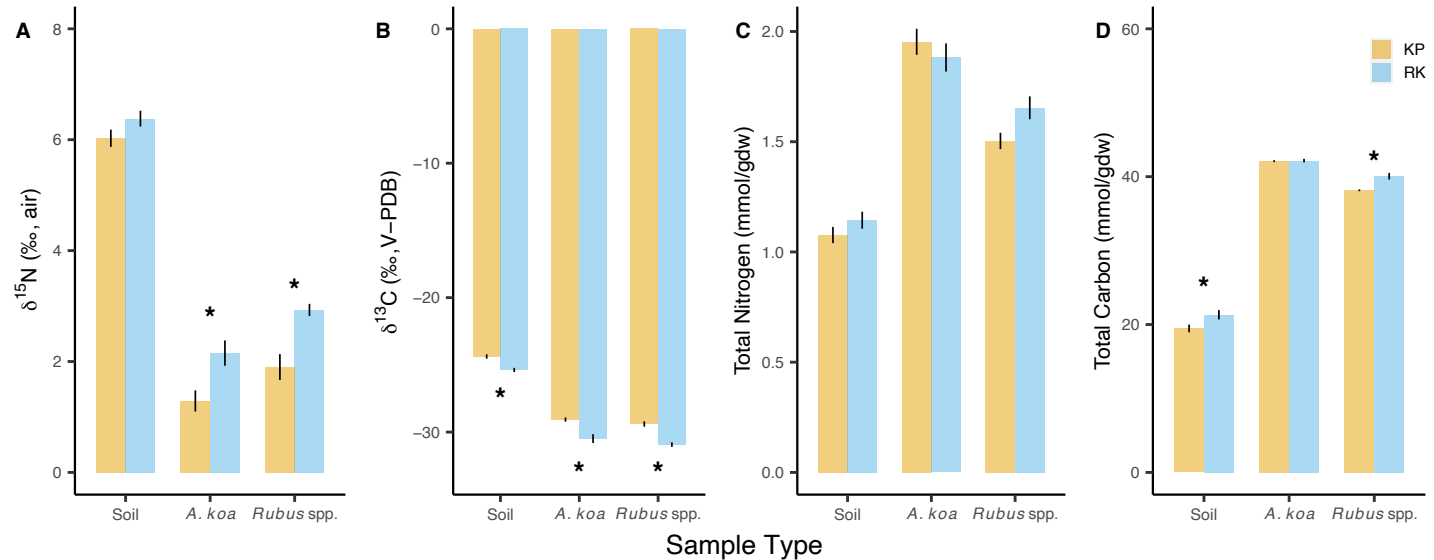 A
δ¹⁵N (‰, air)
8
6
4
2
0
*
*
Soil
A. koa
Rubus spp.
B
δ¹³C (‰, V−PDB)
0
−10
−20
−30
*
*
*
Soil
A. koa
Rubus spp.
C
Total Nitrogen (mmol/gdw)
2.0
1.5
1.0
0.5
0.0
Soil
A. koa
Rubus spp.
D
Total Carbon (mmol/gdw)
60
40
20
0
*
*
KP
RK
Soil
A. koa
Rubus spp.
Sample Type